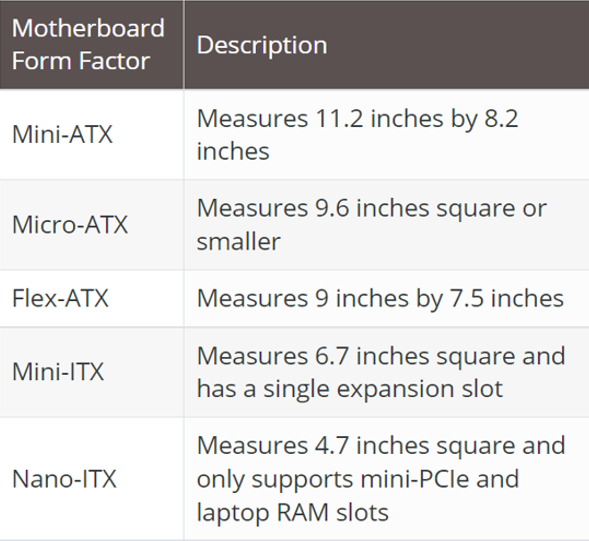 Motherboard
Form Factor
Description
Mini-ATX
Measures 11.2 inches by 8.2
inches
Micro-ATX
Measures 9.6 inches square or
smaller
Flex-ATX
Measures 9 inches by 7.5 inches
Mini-ITX
Measures 6.7 inches square and
has a single expansion slot
Nano-ITX
Measures 4.7 inches square and
only supports mini-PCIe and
laptop RAM slots